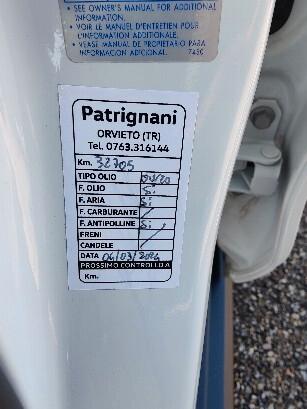 • SEE OWNER'S MANUAL FOR ADDITIONAL
INFORMATION.
• VOIR LE MANUEL D'ENTRETIEN POUR
L'INFORMATION ADDITIONALE.
• VEASE MANUAL DE PROPIETARIO PARA
INFORMACION ADICIONAL.
Patrignani
ORVIETO (TR)
Tel. 0763.316144
Km. 32705
TIPO OLIO
F. OLIO Si
F. ARIA Si
F. CARBURANTE /
F. ANTIPOLLINE Si
FRENI /
CANDELE
DATA 04/03/2024
PROSSIMO CONTROLLO A
Km.